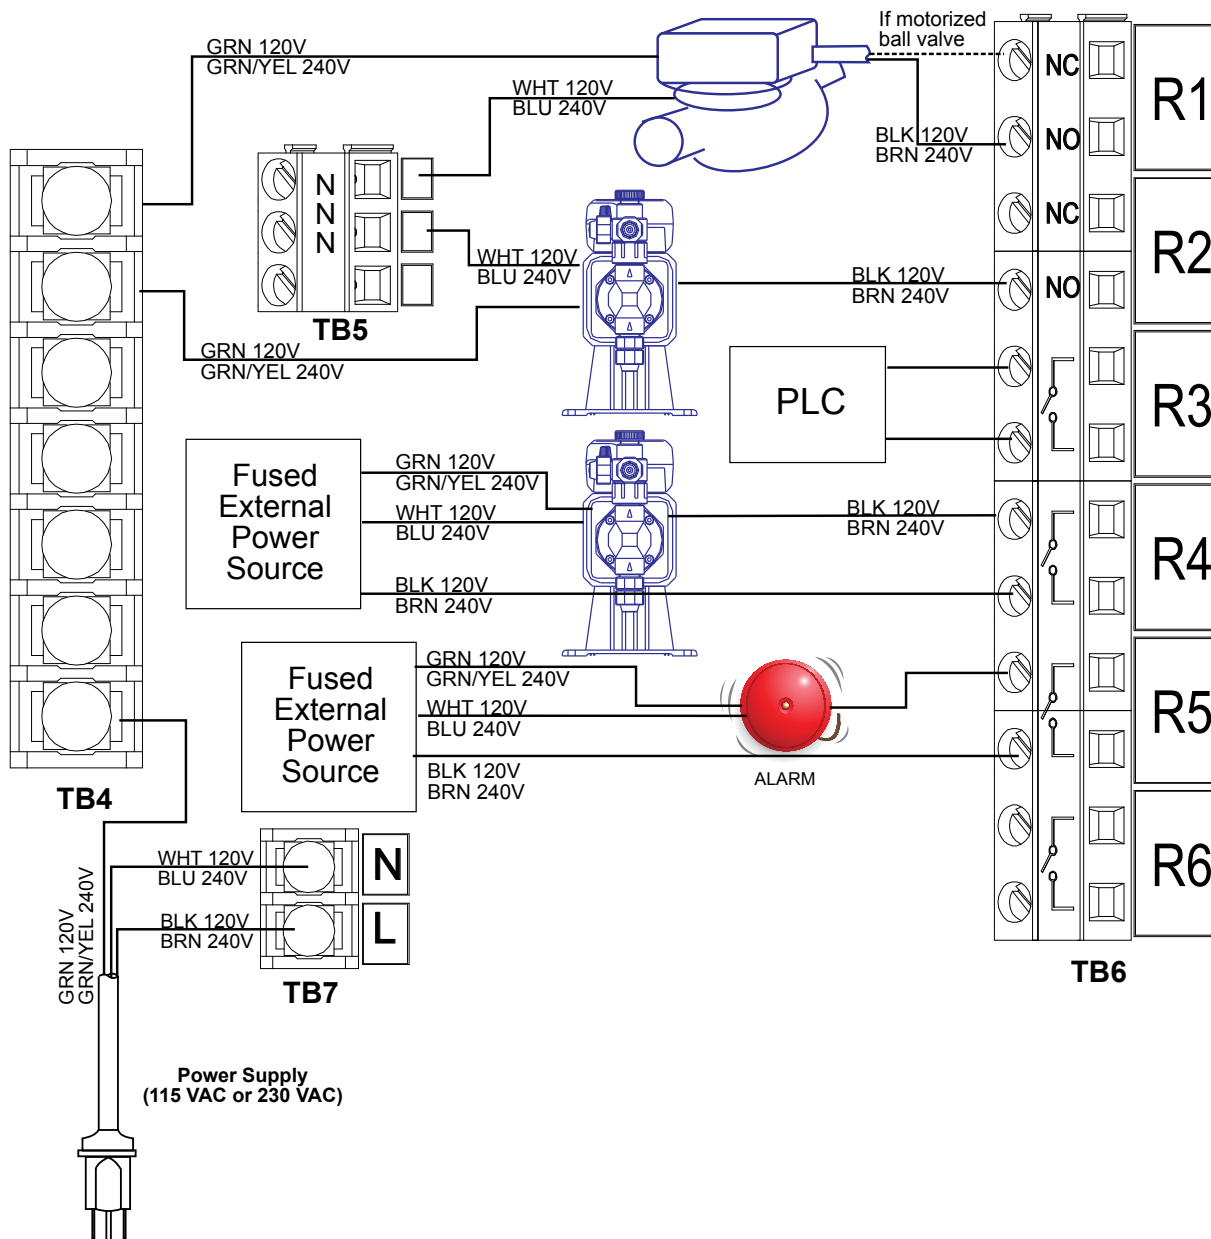 If motorized
ball valve
GRN 120V
GRN/YEL 240V
WHT 120V
BLU 240V
BLK 120V
BRN 240V
NC
NO
R1
N
N
N
TB5
NC
NO
R2
WHT 120V
BLU 240V
BLK 120V
BRN 240V
GRN 120V
GRN/YEL 240V
PLC
R3
Fused
External
Power
Source
GRN 120V
GRN/YEL 240V
WHT 120V
BLU 240V
BLK 120V
BRN 240V
BLK 120V
BRN 240V
R4
Fused
External
Power
Source
GRN 120V
GRN/YEL 240V
WHT 120V
BLU 240V
BLK 120V
BRN 240V
ALARM
R5
TB4
WHT 120V
BLU 240V
N
BLK 120V
BRN 240V
L
TB7
R6
TB6
GRN 120V
GRN/YEL 240V
Power Supply
(115 VAC or 230 VAC)